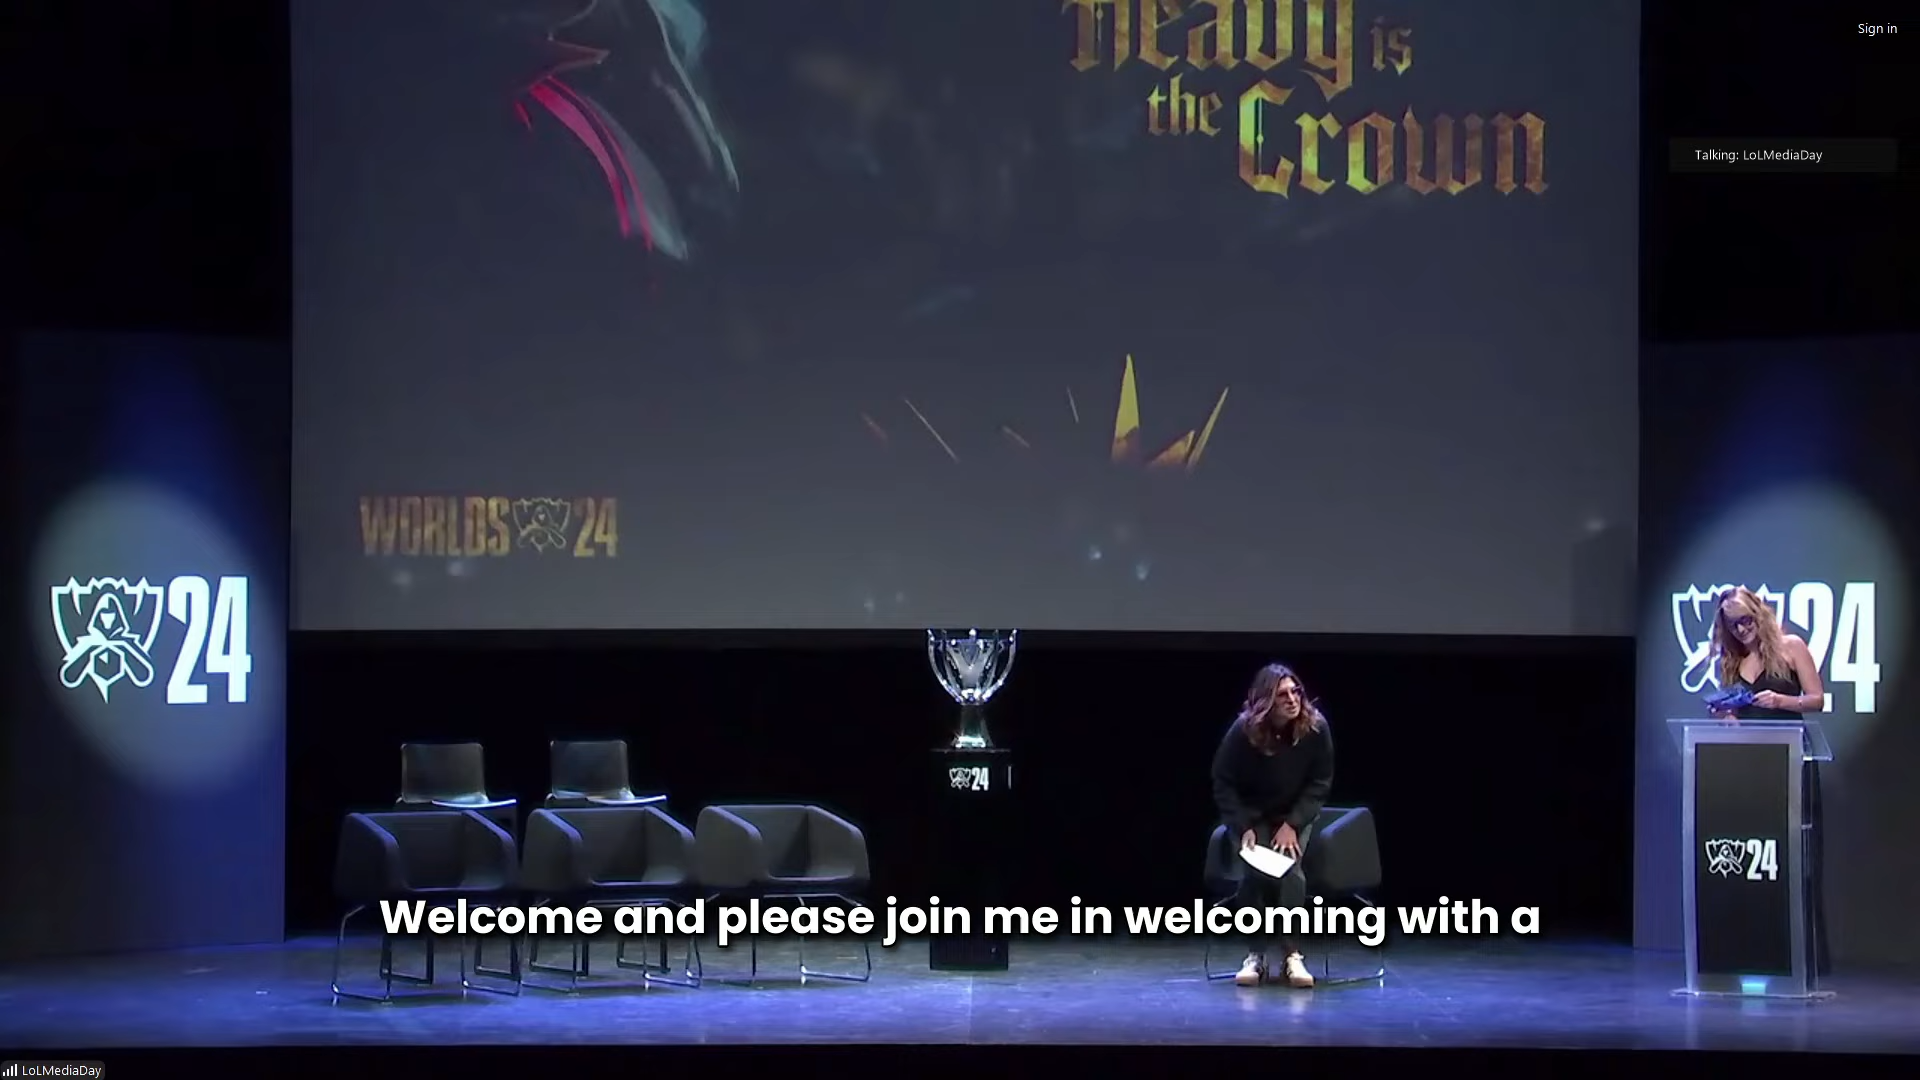 Heavy is
the Crown
Sign in
Talking: LoLMediaDay
WORLDS 24
24
24
24
24
Welcome and please join me in welcoming with a
LoLMediaDay